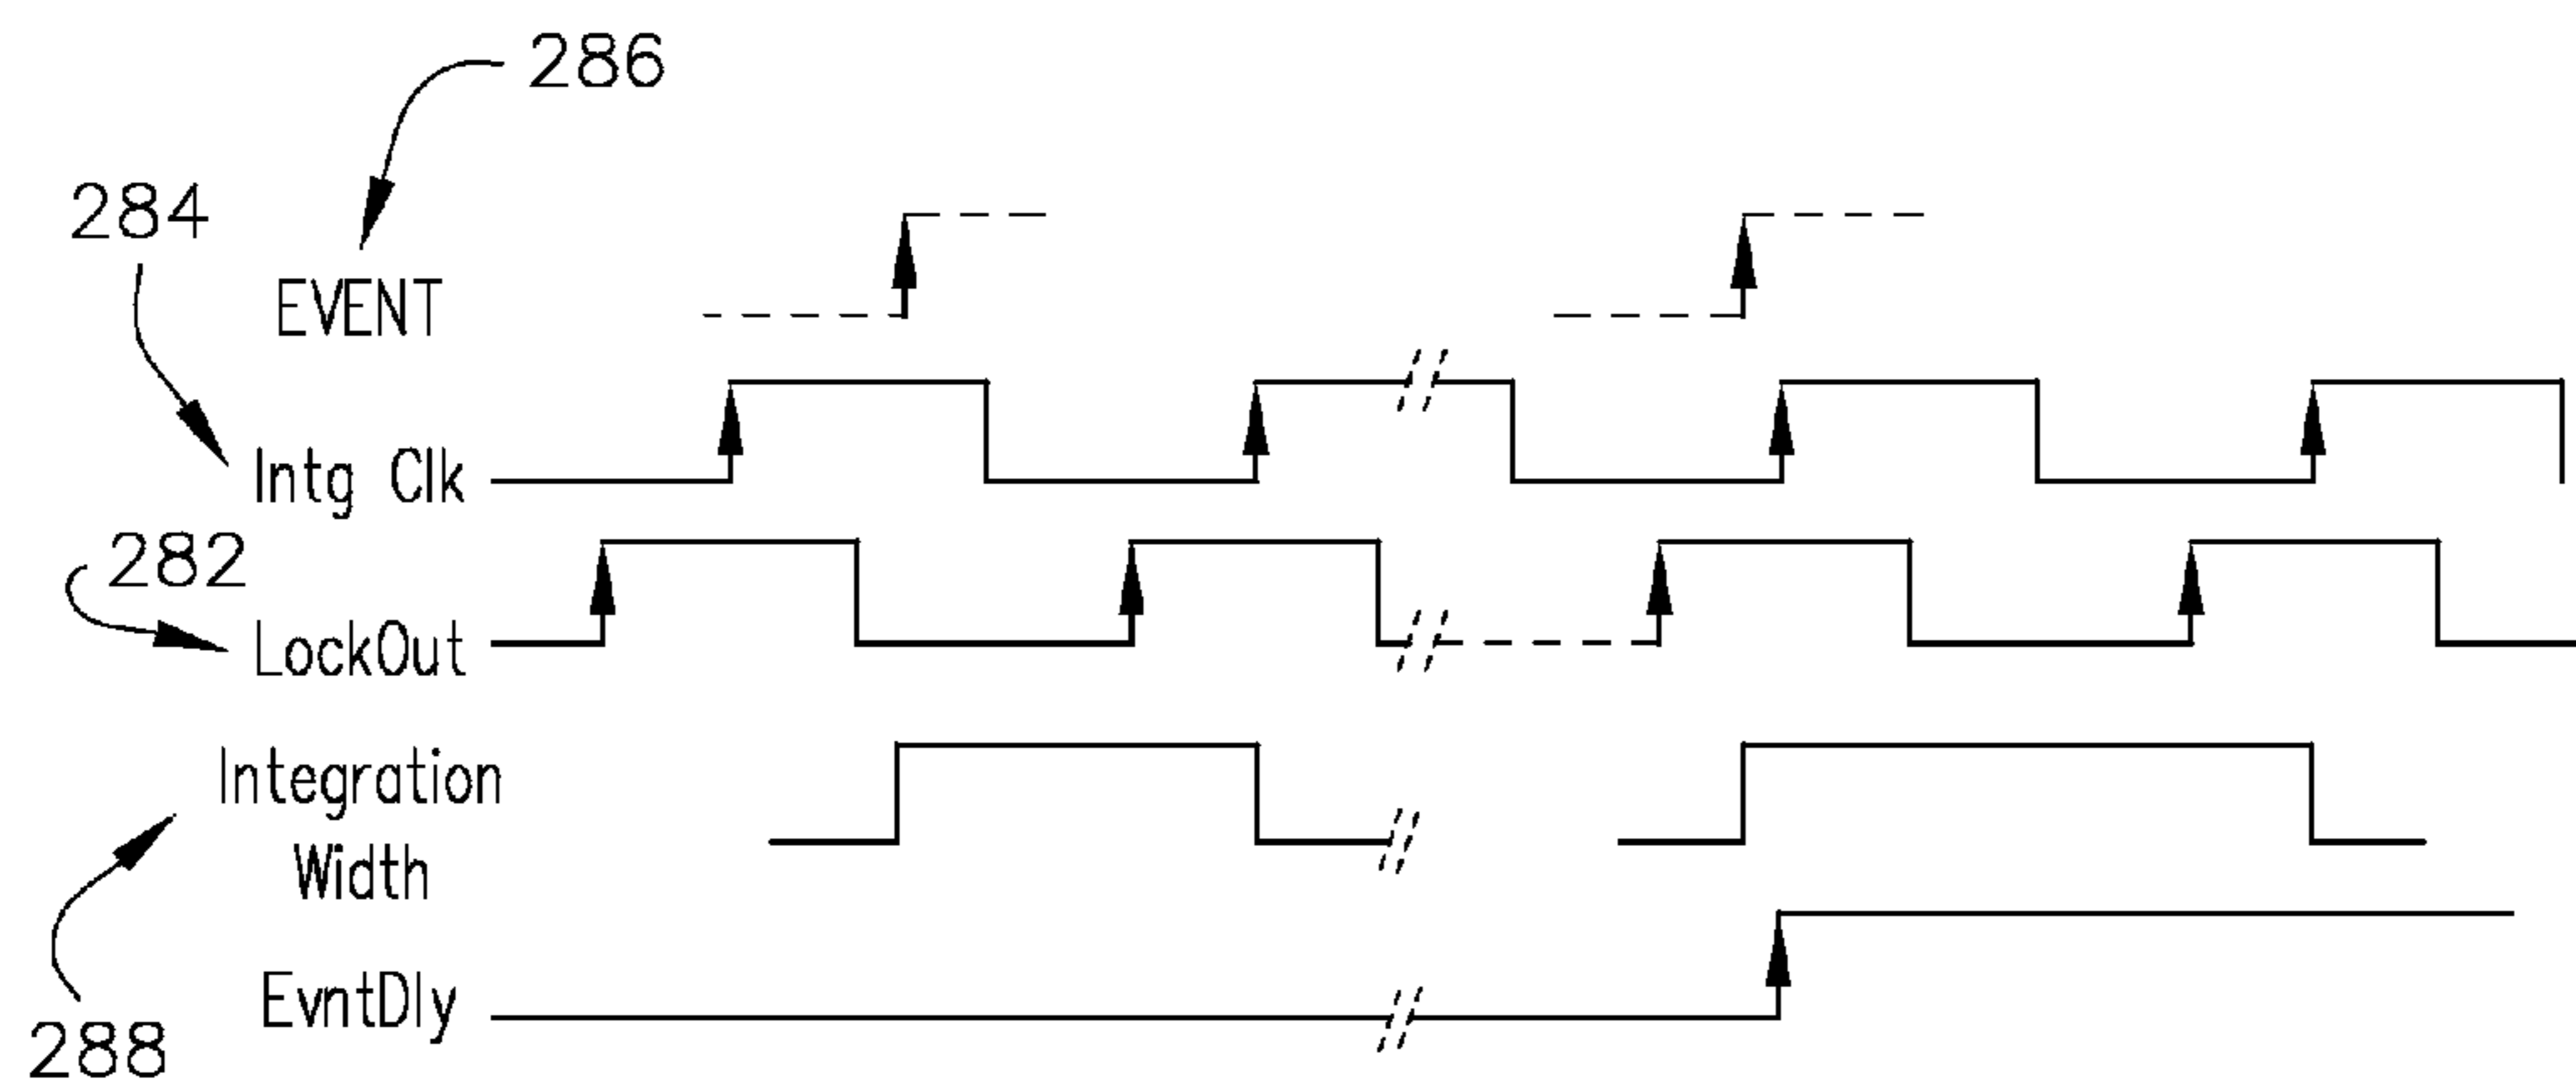 286
284
EVENT
Intg Clk
282
LockOut
Integration
Width
EvntDly
288